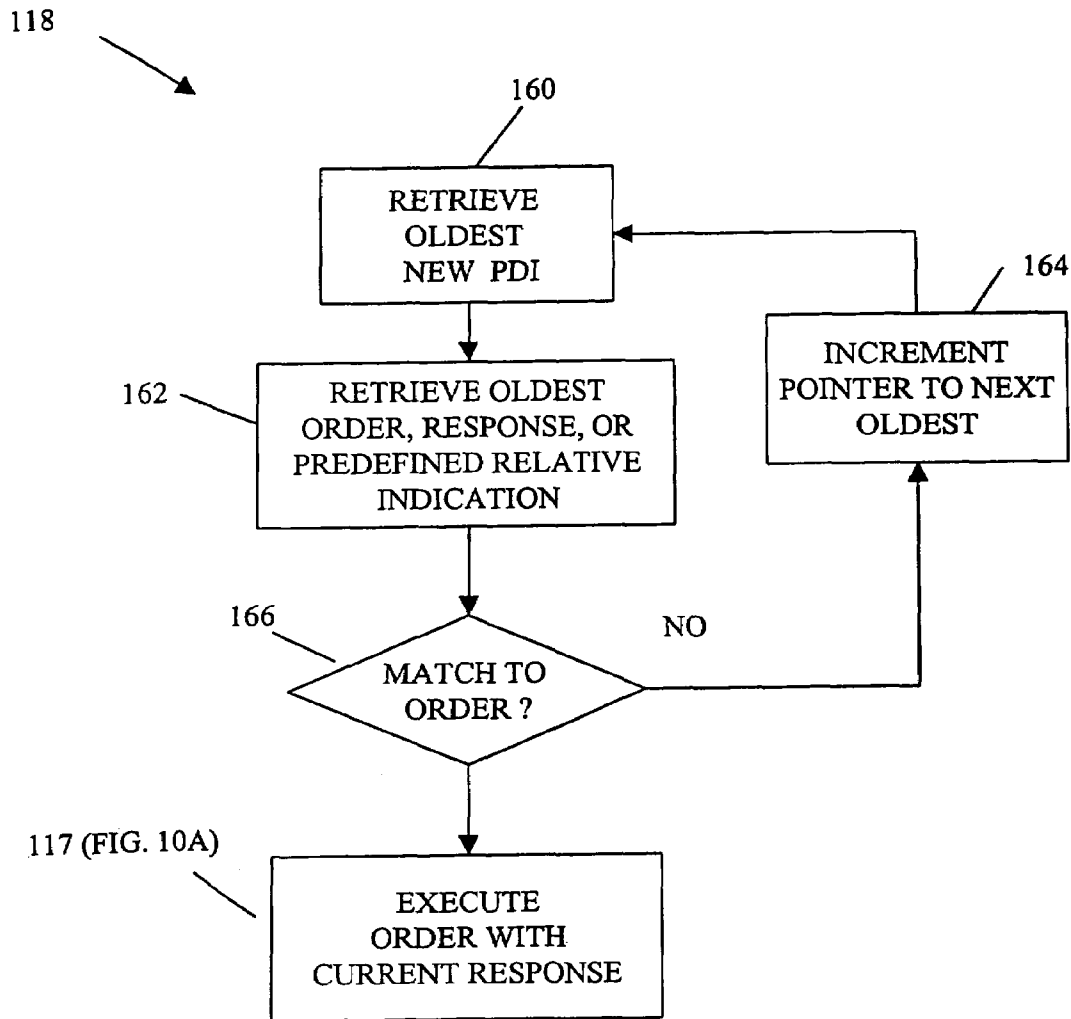 118
160
RETRIEVE
OLDEST
NEW PDI
164
INCREMENT
POINTER TO NEXT
OLDEST
162
RETRIEVE OLDEST
ORDER, RESPONSE, OR
PREDEFINED RELATIVE
INDICATION
166
NO
MATCH TO
ORDER ?
117 (FIG. 10A)
EXECUTE
ORDER WITH
CURRENT RESPONSE